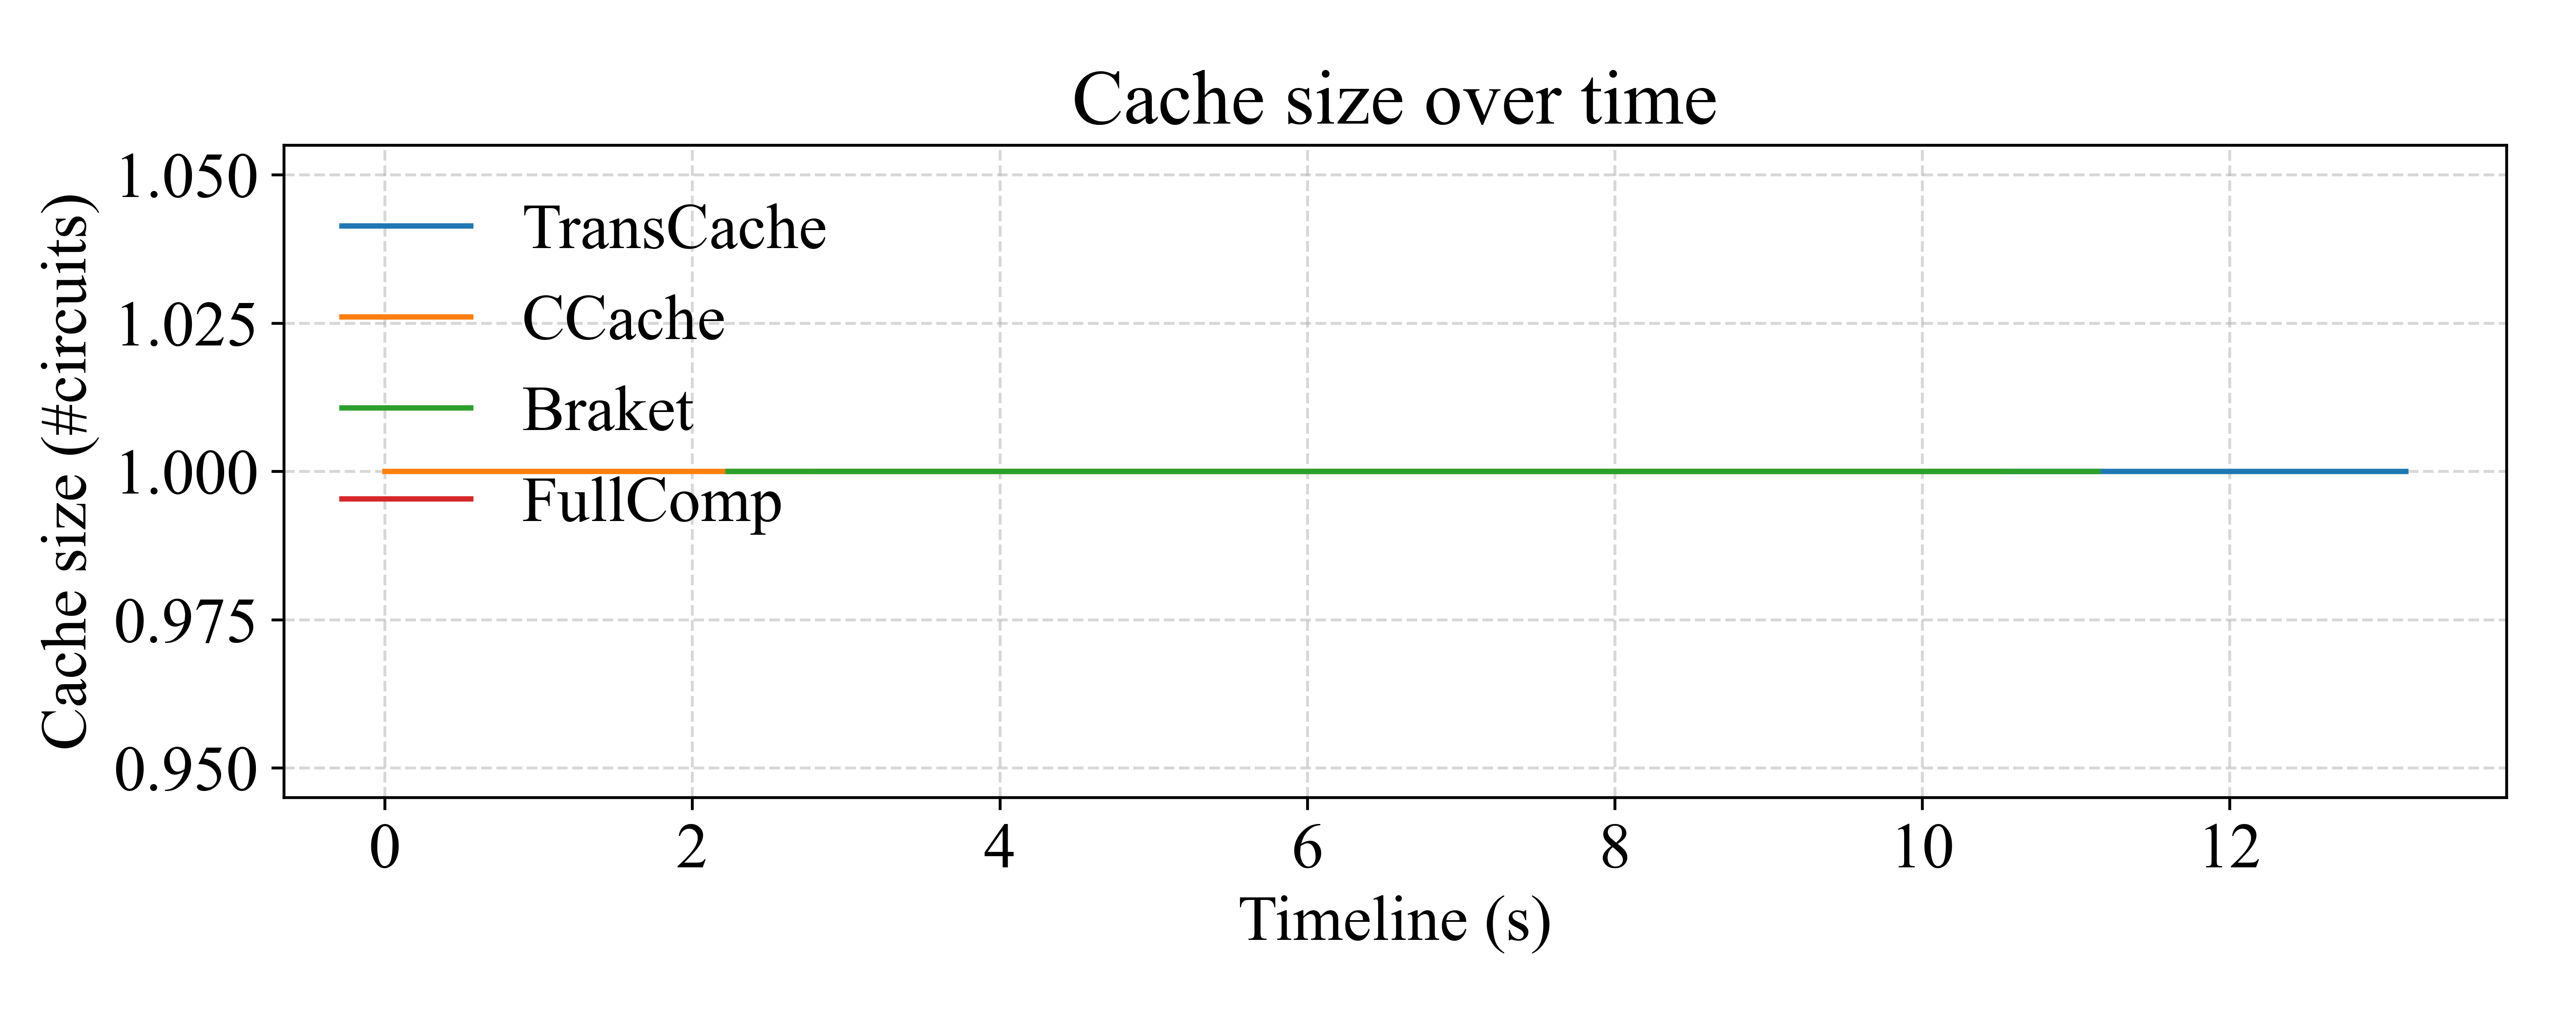 Cache size over time
Cache size (#circuits)
1.050
1.025
1.000
0.975
0.950
TransCache
CCache
Braket
FullComp
0 2 4 6 8 10 12
Timeline (s)